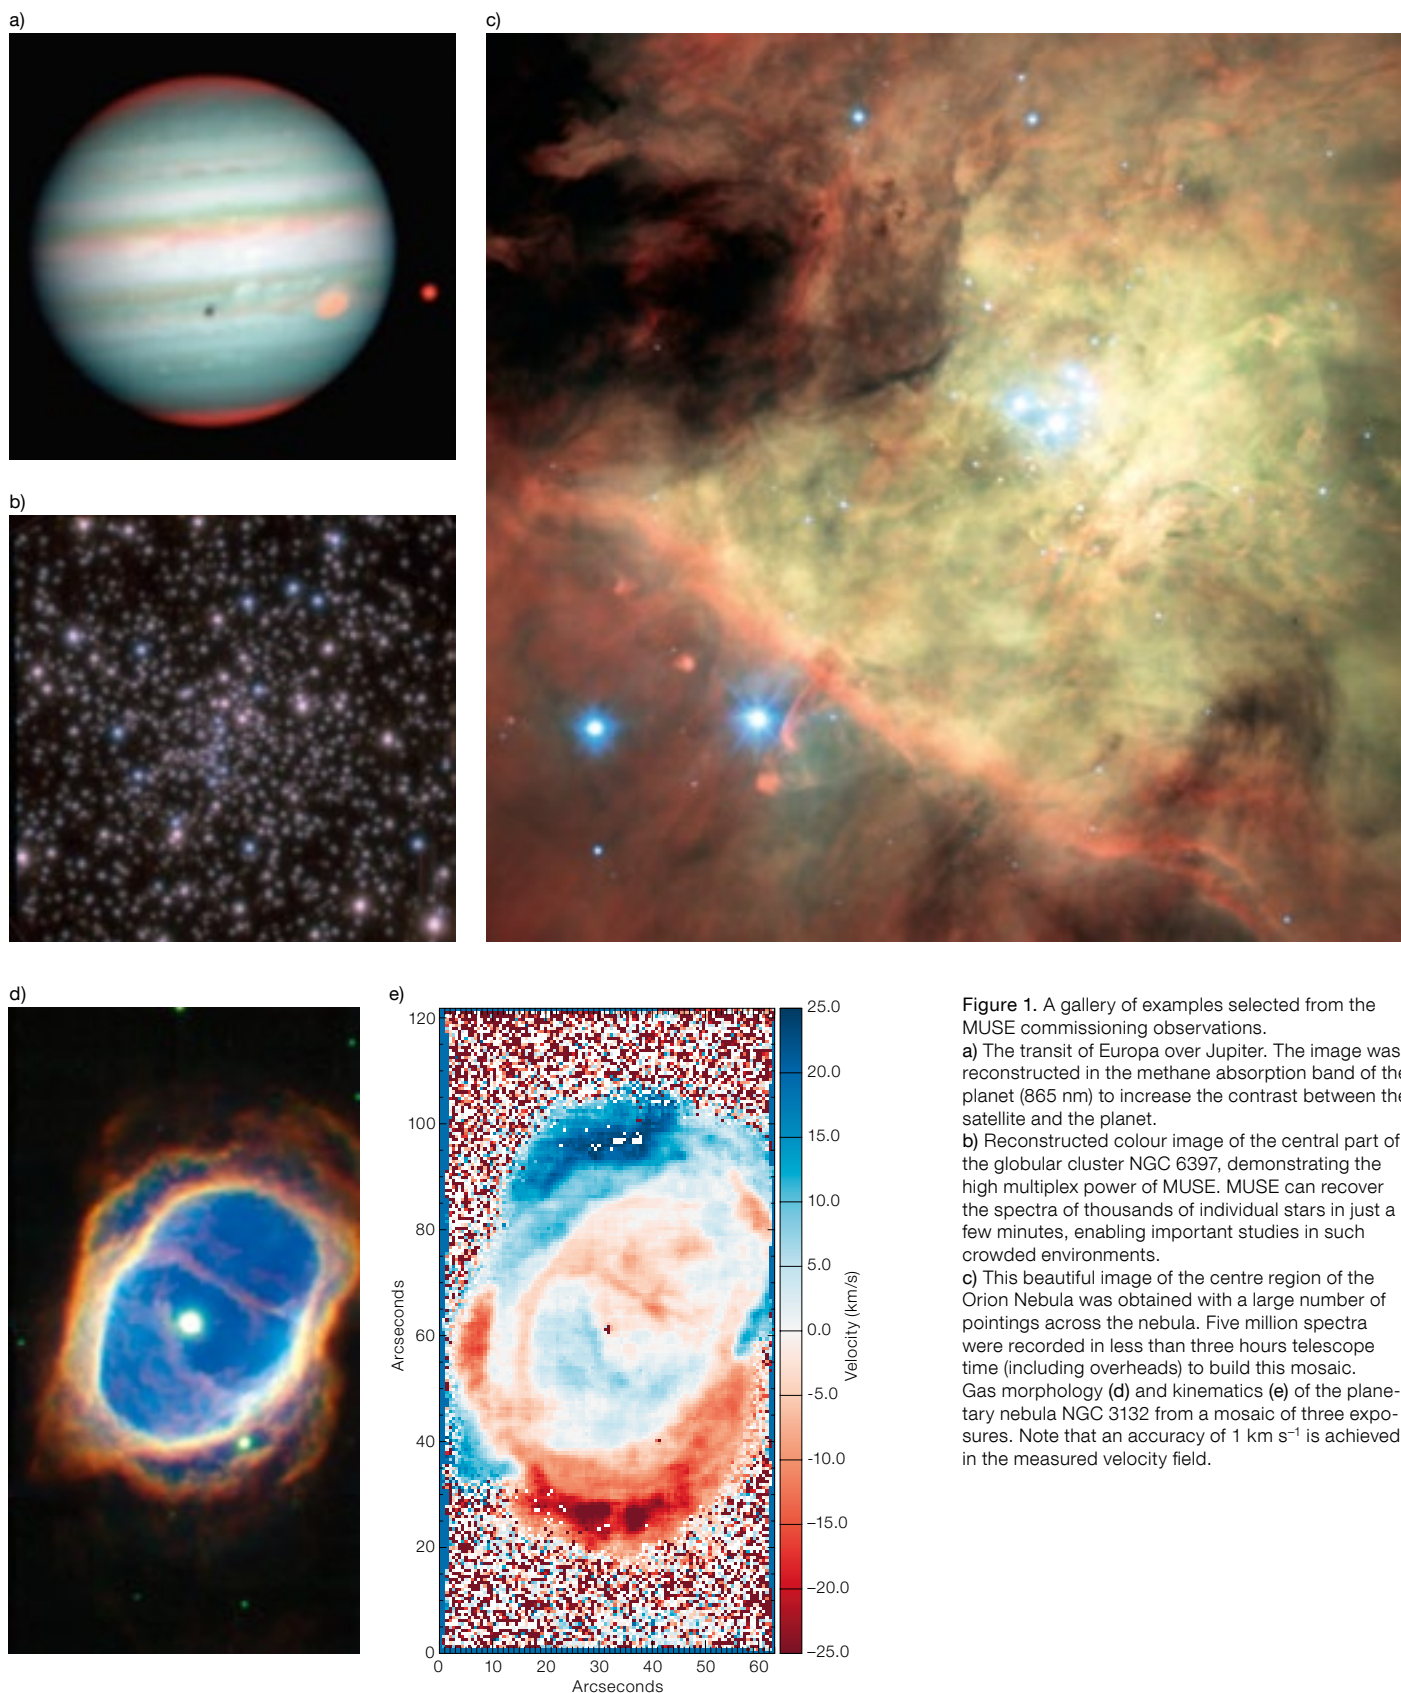 a)
c)
b)
d)
e)
120
100
80
60
40
20
0
Arcseconds
0 10 20 30 40 50 60
Arcseconds
25.0
20.0
15.0
10.0
5.0
0.0
-5.0
-10.0
–15.0
–20.0
–25.0
Velocity (km/s)
Figure 1. A gallery of examples selected from the
MUSE commissioning observations.
a) The transit of Europa over Jupiter. The image was
reconstructed in the methane absorption band of the
planet (865 nm) to increase the contrast between the
satellite and the planet.
b) Reconstructed colour image of the central part of
the globular cluster NGC 6397, demonstrating the
high multiplex power of MUSE. MUSE can recover
the spectra of thousands of individual stars in just a
few minutes, enabling important studies in such
crowded environments.
c) This beautiful image of the centre region of the
Orion Nebula was obtained with a large number of
pointings across the nebula. Five million spectra
were recorded in less than three hours telescope
time (including overheads) to build this mosaic.
Gas morphology (d) and kinematics (e) of the plane-
tary nebula NGC 3132 from a mosaic of three expo-
sures. Note that an accuracy of 1 km s⁻¹ is achieved
in the measured velocity field.